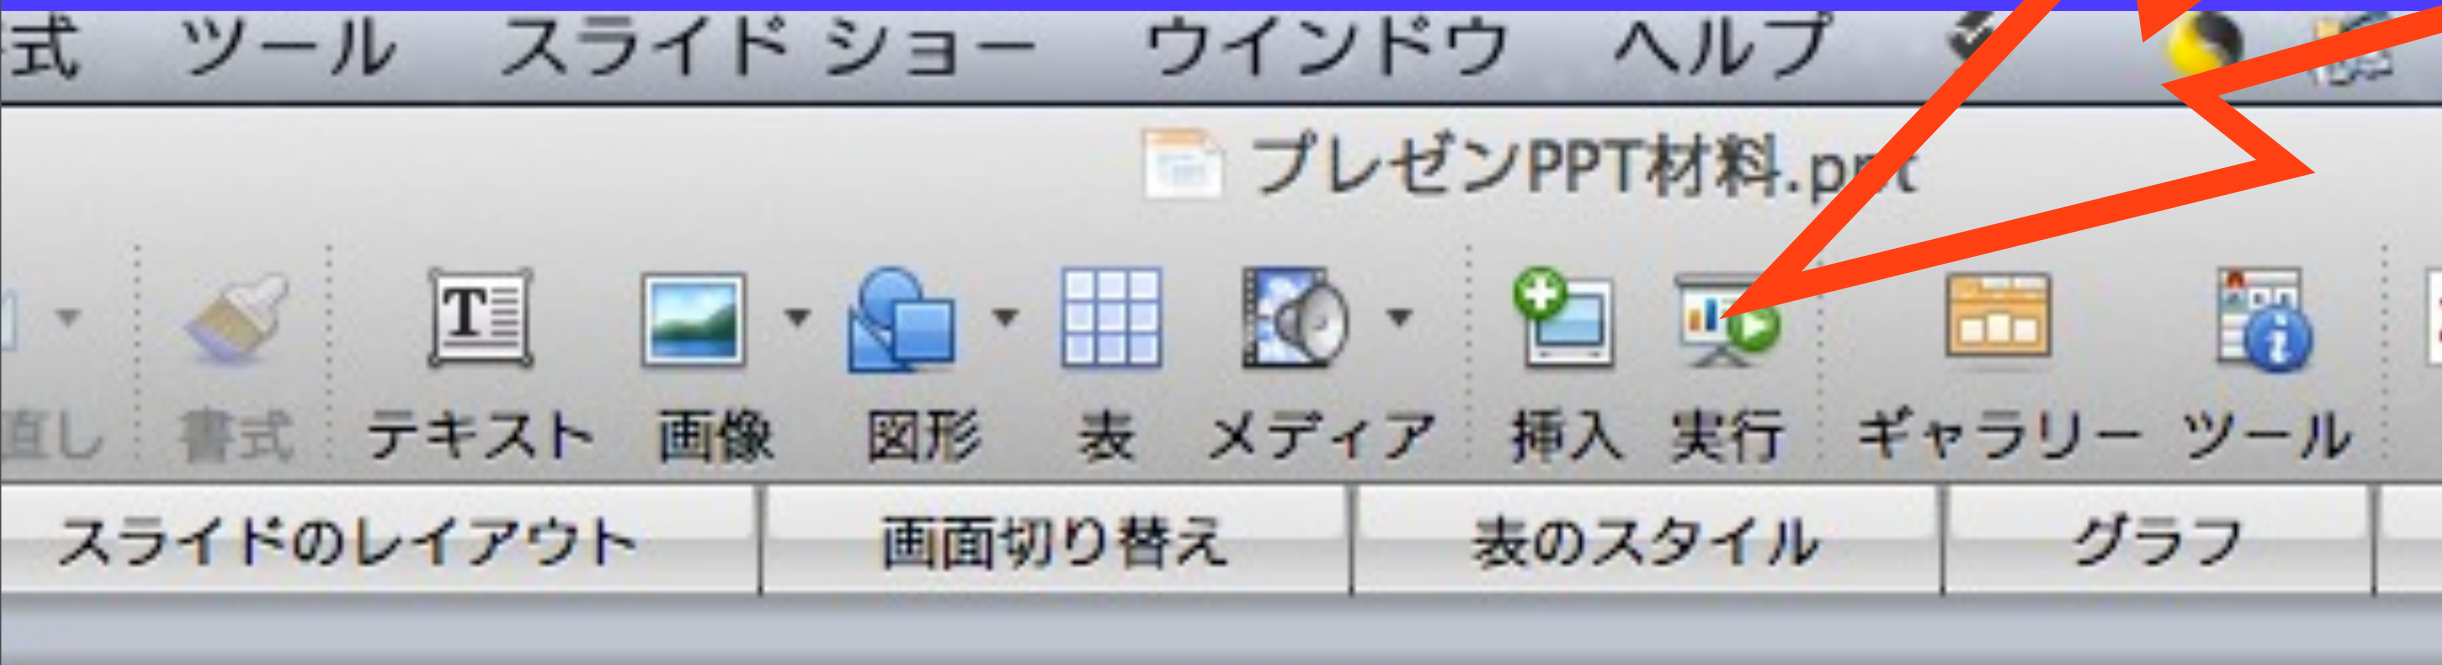 式 ツール スライド ショー ウインドウ ヘルプ
プレゼンPPT材料.ppt
直し 書式 テキスト 画像 図形 表 メディア 挿入 実行 ギャラリー ツール
スライドのレイアウト 画面切り替え 表のスタイル グラフ